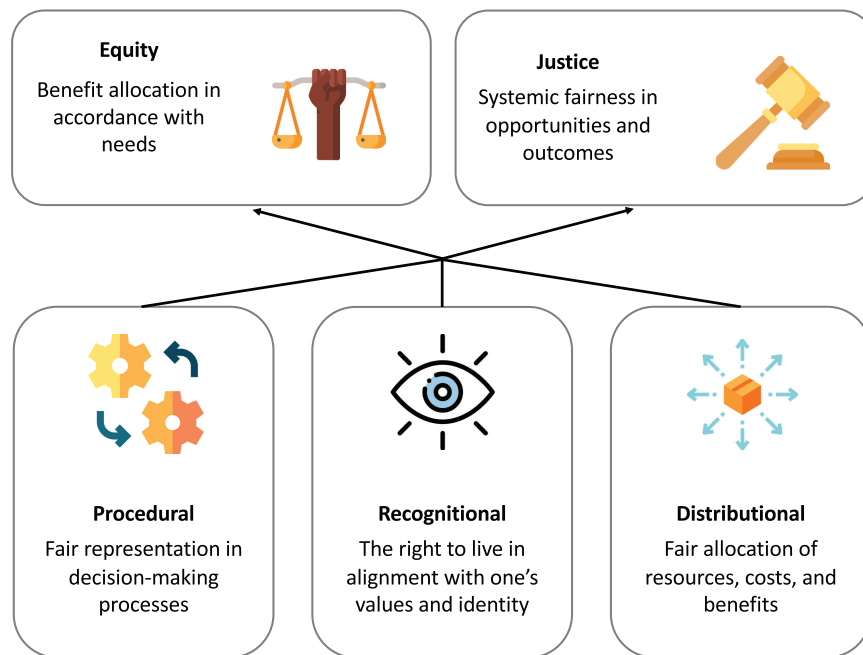 Equity
Benefit allocation in
accordance with
needs
Justice
Systemic fairness in
opportunities and
outcomes
Procedural
Fair representation in
decision-making
processes
Recognitional
The right to live in
alignment with one’s
values and identity
Distributional
Fair allocation of
resources, costs, and
benefits